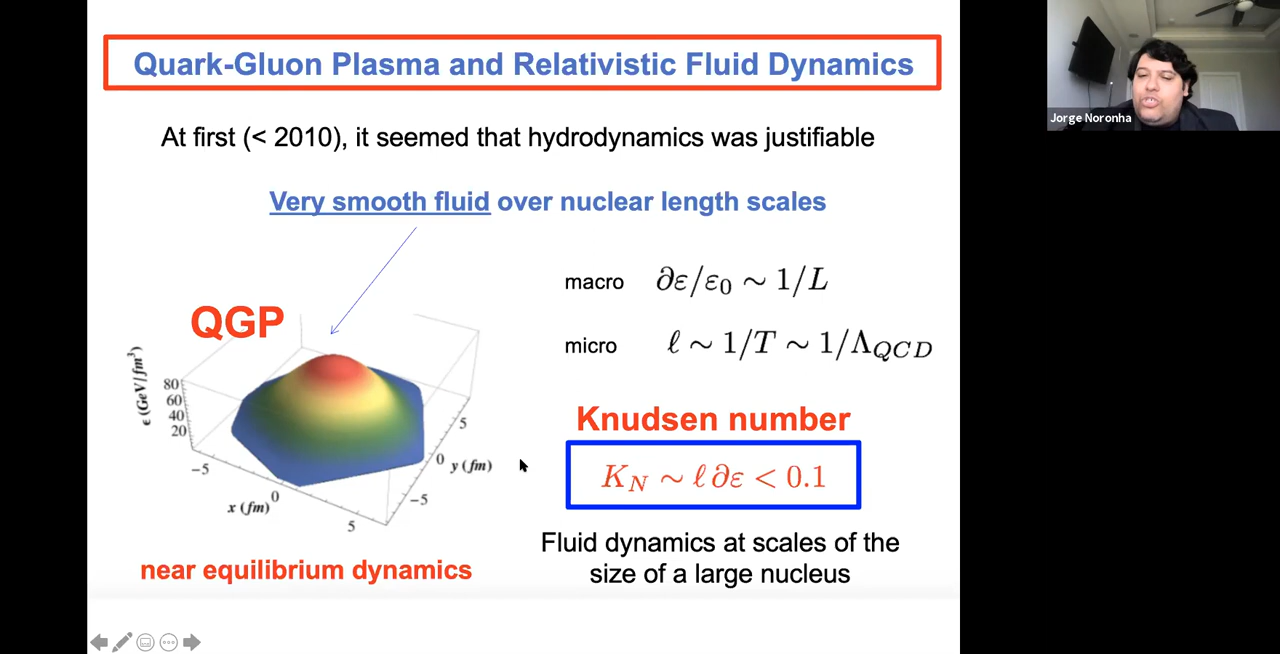 Quark-Gluon Plasma and Relativistic Fluid Dynamics
Jorge Noronha
At first (< 2010), it seemed that hydrodynamics was justifiable
Very smooth fluid over nuclear length scales
macro ∂ε/ε₀ ∼ 1/L
QGP
micro ℓ ∼ 1/T ∼ 1/Λ_QCD
ϵ (GeV/fm³)
80
60
40
20
−5
0
5
x (fm)
5
0
−5
y (fm)
Knudsen number
K_N ∼ ℓ ∂ε < 0.1
Fluid dynamics at scales of the
size of a large nucleus
near equilibrium dynamics